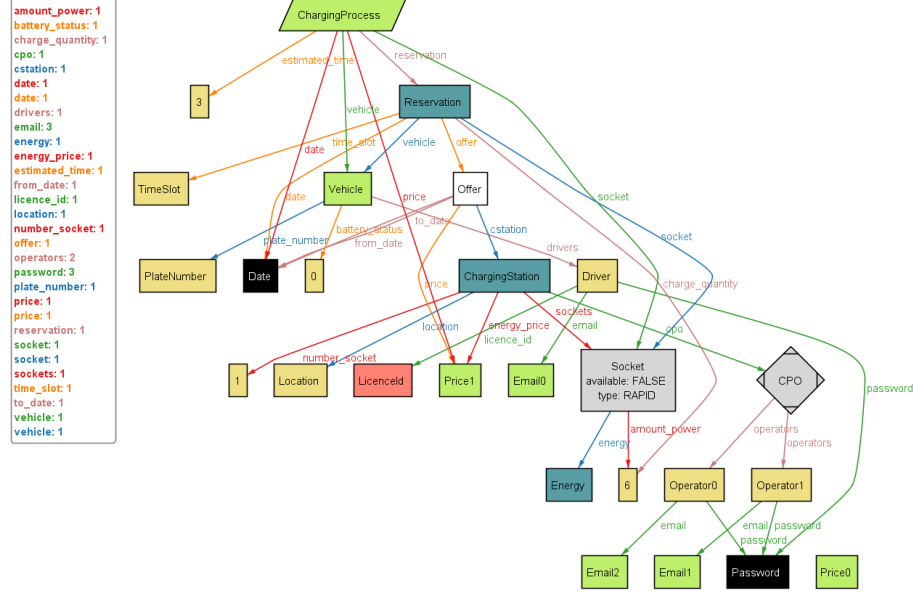 amount_power: 1
battery_status: 1
charge_quantity: 1
cpo: 1
cstation: 1
date: 1
date: 1
drivers: 1
email: 3
energy: 1
energy_price: 1
estimated_time: 1
from_date: 1
licence_id: 1
location: 1
number_socket: 1
offer: 1
operators: 2
password: 3
plate_number: 1
price: 1
price: 1
reservation: 1
socket: 1
socket: 1
sockets: 1
time_slot: 1
to_date: 1
vehicle: 1
vehicle: 1
ChargingProcess
estimated_time
reservation
3
Reservation
vehicle
date
time_slot
vehicle
offer
TimeSlot
Vehicle
Offer
date
price
socket
to_date
battery_status
cstation
plate_number
from_date
drivers
socket
PlateNumber
Date
0
ChargingStation
Driver
price
charge_quantity
sockets
location
energy_price
email
cpo
licence_id
number_socket
1
Location
LicenceId
Price1
Email0
Socket
available: FALSE
type: RAPID
CPO
password
amount_power
operators
energy
operators
Energy
6
Operator0
Operator1
email
email
password
password
Email2
Email1
Password
Price0